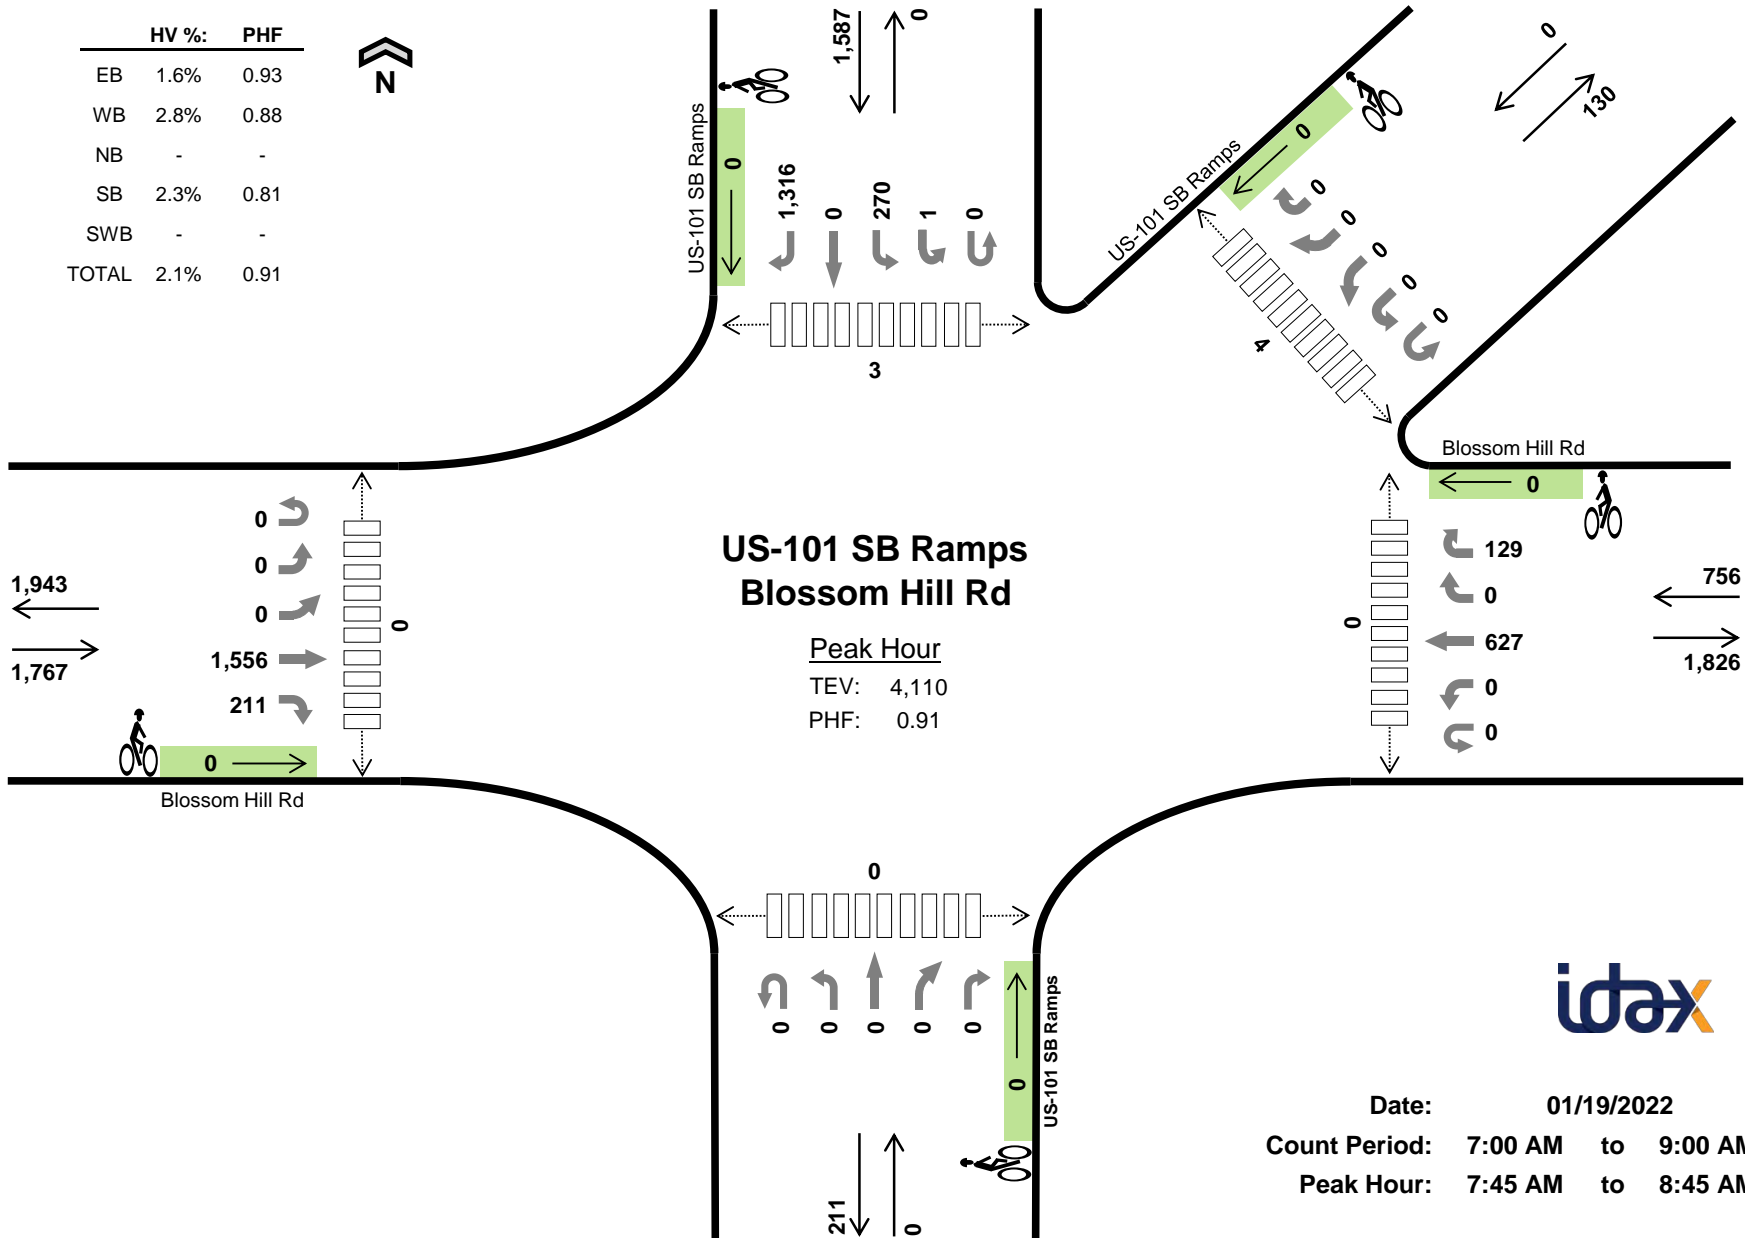 HV %: PHF
EB 1.6% 0.93
WB 2.8% 0.88
NB - -
SB 2.3% 0.81
SWB - -
TOTAL 2.1% 0.91
N
1,587
0
0
130
US-101 SB Ramps
0
1,316
0
270
1
0
3
US-101 SB Ramps
0
0
0
0
0
0
4
Blossom Hill Rd
0
0
0
0
1,556
211
0
1,943
1,767
0
Blossom Hill Rd
US-101 SB Ramps
Blossom Hill Rd
Peak Hour
TEV: 4,110
PHF: 0.91
0
129
0
627
0
0
756
1,826
0
0
0
0
0
0
0
US-101 SB Ramps
211
0
idax
Date: 01/19/2022
Count Period: 7:00 AM to 9:00 AM
Peak Hour: 7:45 AM to 8:45 AM